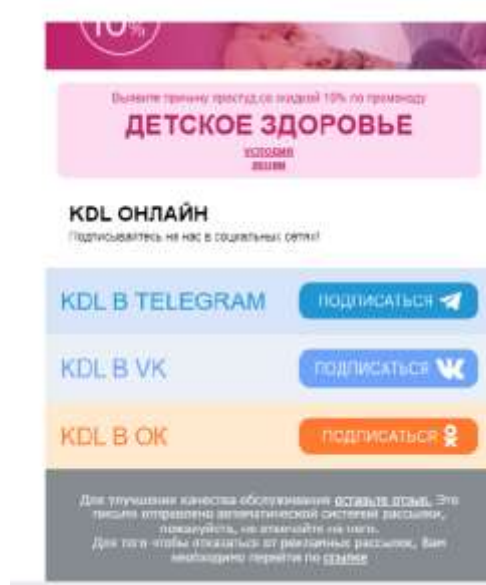 10%
Выявите причину простуд со скидкой 10% по промокоду
ДЕТСКОЕ ЗДОРОВЬЕ
условия
акции
KDL ОНЛАЙН
Подписывайтесь на нас в социальных сетях!
KDL В TELEGRAM
ПОДПИСАТЬСЯ
KDL В VK
ПОДПИСАТЬСЯ
KDL В ОК
ПОДПИСАТЬСЯ
Для улучшения качества обслуживания оставьте отзыв. Это
письмо отправлено автоматической системой рассылки,
пожалуйста, не отвечайте на него.
Для того чтобы отказаться от рекламных рассылок, Вам
необходимо перейти по ссылке